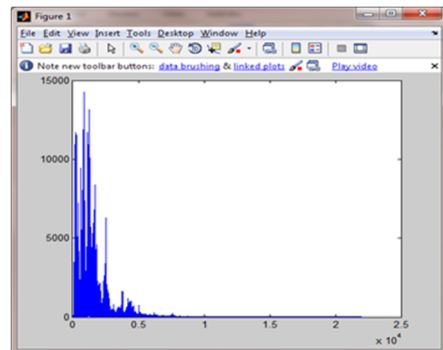 Figure 1
File Edit View Insert Tools Desktop Window Help
Note new toolbar buttons: data brushing & linked plots Play video
15000
10000
5000
0
0 0.5 1 1.5 2 2.5
x 10^4